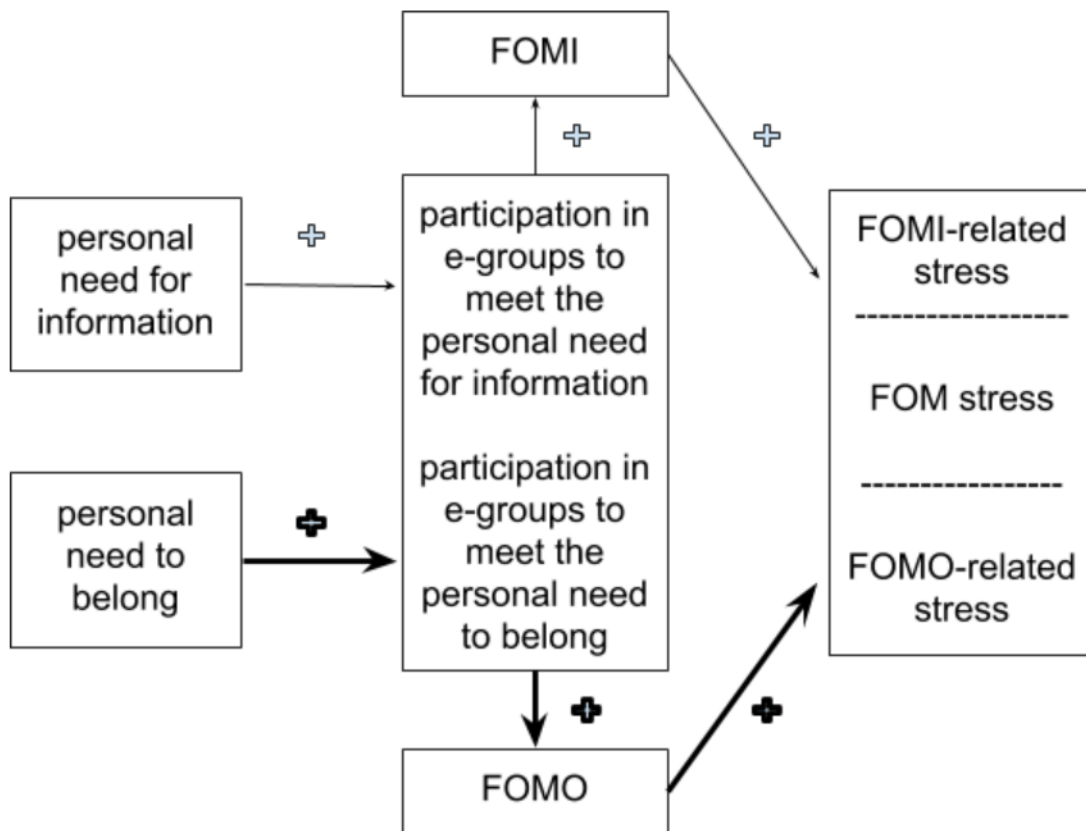 FOMI
personal
need for
information
participation in
e-groups to
meet the
personal need
for information
FOMI-related
stress
------------------
FOM stress
-----------------
FOMO-related
stress
personal
need to
belong
participation in
e-groups to
meet the
personal need
to belong
FOMO